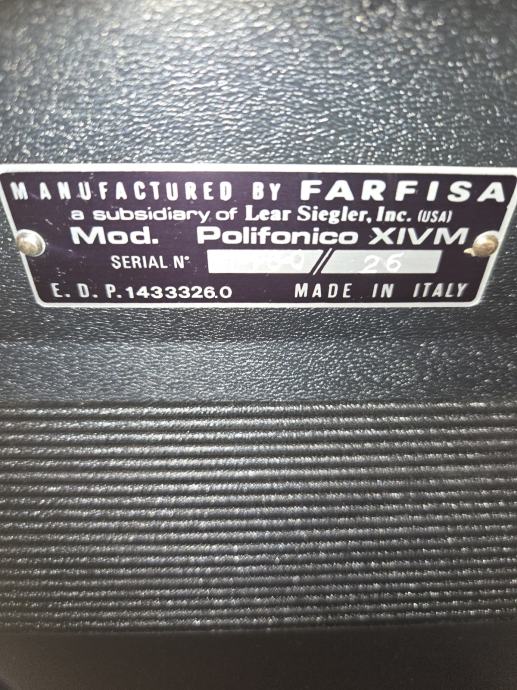 MANUFACTURED BY FARFISA
a subsidiary of Lear Siegler, Inc. (USA)
Mod. Polifonico XIVM
SERIAL N° // 26
E. D. P. 1433326.0 MADE IN ITALY